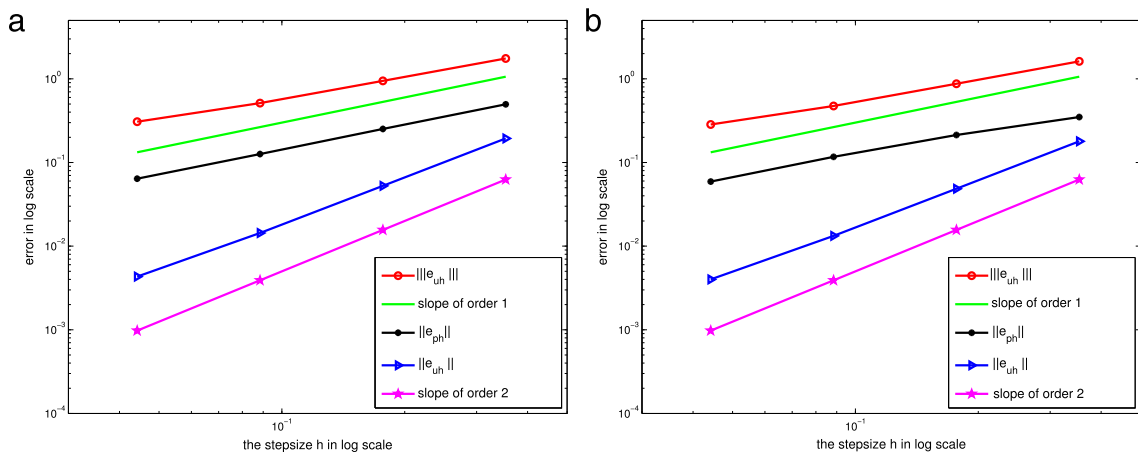 a
10^0
10^-1
10^-2
10^-3
10^-4
error in log scale
|||e_uh|||
slope of order 1
||e_ph||
||e_uh||
slope of order 2
10^-1
the stepsize h in log scale
b
10^0
10^-1
10^-2
10^-3
10^-4
error in log scale
|||e_uh|||
slope of order 1
||e_ph||
||e_uh||
slope of order 2
10^-1
the stepsize h in log scale